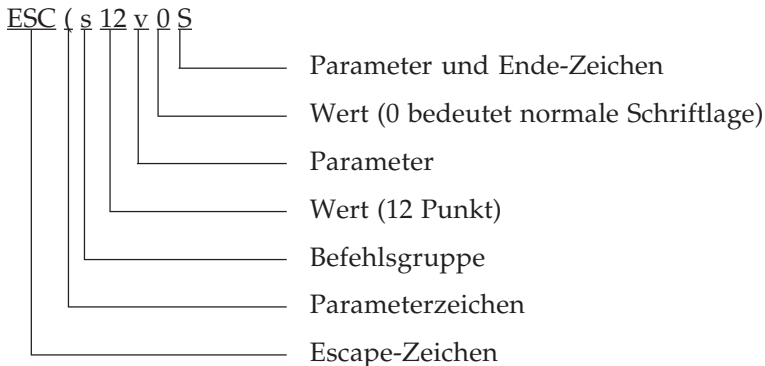 ESC ( s 12 v 0 S
Parameter und Ende-Zeichen
Wert (0 bedeutet normale Schriftlage)
Parameter
Wert (12 Punkt)
Befehlsgruppe
Parameterzeichen
Escape-Zeichen